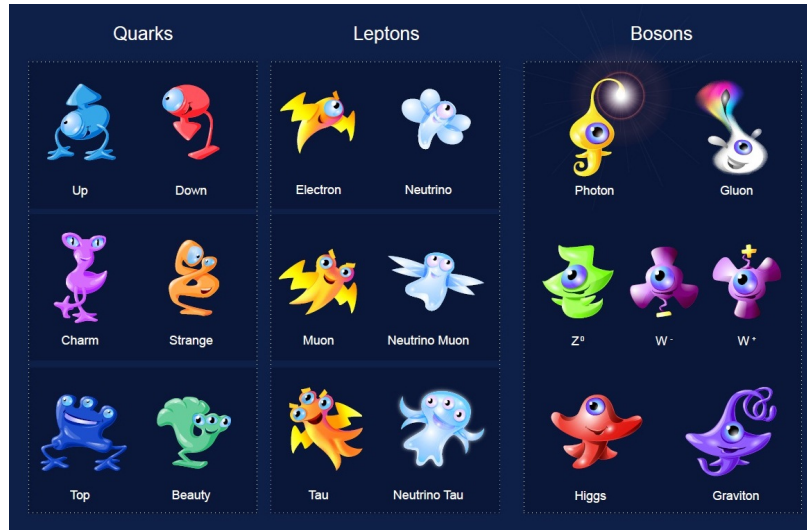 Quarks Leptons Bosons
Up Down Electron Neutrino Photon Gluon
Charm Strange Muon Neutrino Muon Z⁰ W⁻ W⁺
Top Beauty Tau Neutrino Tau Higgs Graviton